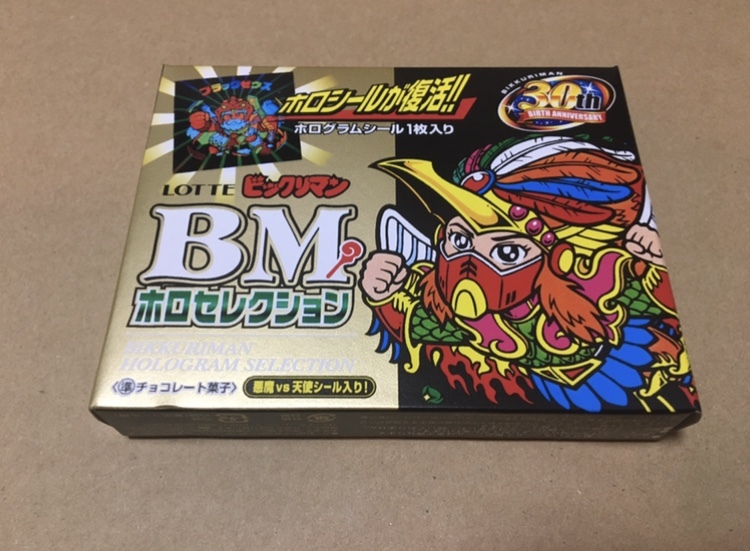 ブラックゼウス
ホロシールが復活!!
ホログラムシール1枚入り
BIKKURIMAN
30th
BIRTH ANNIVERSARY
LOTTE ビックリマン
BM
ホロセレクション
BIKKURIMAN
HOLOGRAM SELECTION
〈準チョコレート菓子〉 悪魔vs天使シール入り!